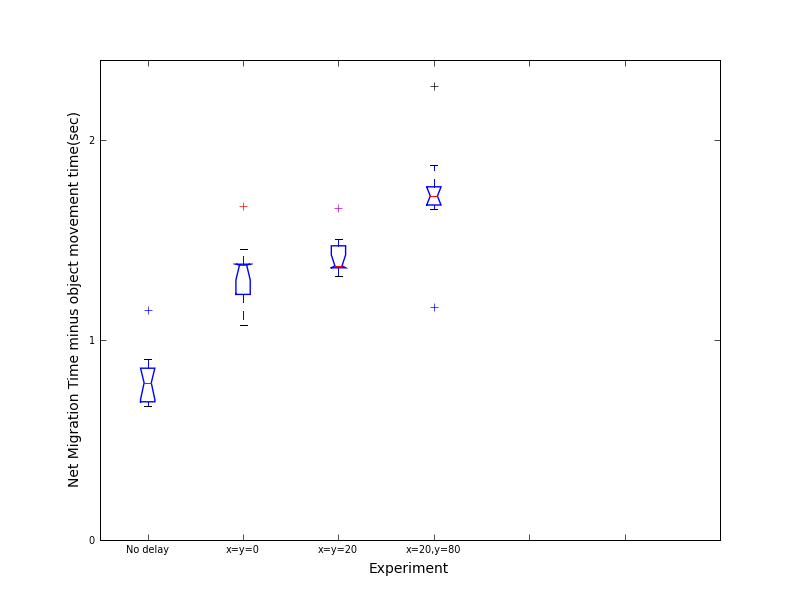 2
1
0
Net Migration Time minus object movement time(sec)
No delay
x=y=0
x=y=20
x=20,y=80
Experiment